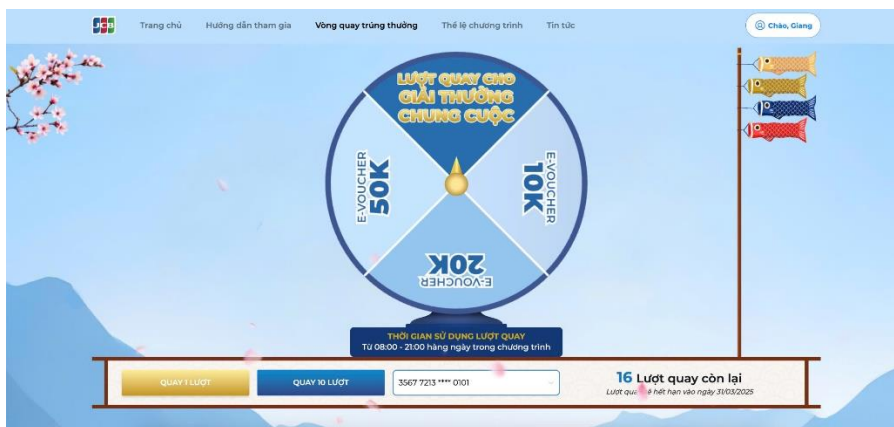 JCB
Trang chủ
Hướng dẫn tham gia
Vòng quay trúng thưởng
Thể lệ chương trình
Tin tức
Chào, Giang
LƯỢT QUAY CHO
GIẢI THƯỞNG
CHUNG CUỘC
E-VOUCHER
50K
10K
E-VOUCHER
20K
E-VOUCHER
THỜI GIAN SỬ DỤNG LƯỢT QUAY
Từ 08:00 - 21:00 hàng ngày trong chương trình
QUAY 1 LƯỢT
QUAY 10 LƯỢT
3567 7213 **** 0101
16 Lượt quay còn lại
Lượt hết hạn vào ngày 31/03/2025